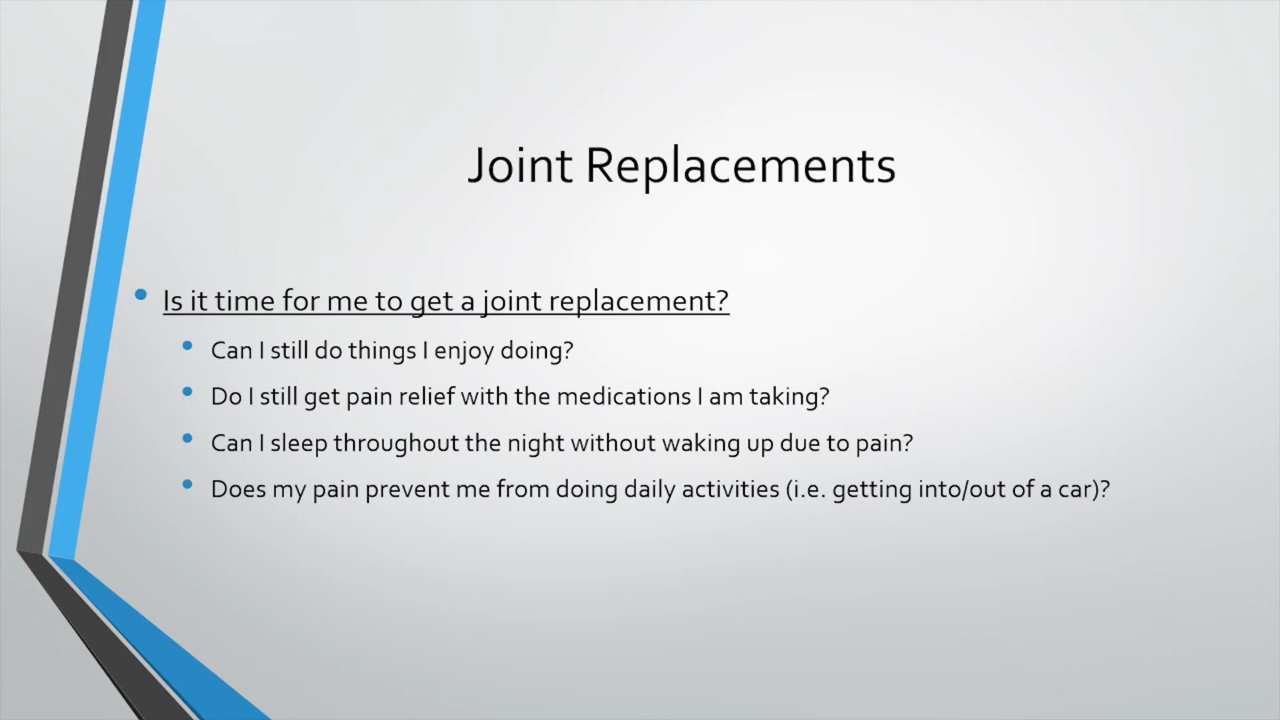 Joint Replacements
Is it time for me to get a joint replacement?
Can I still do things I enjoy doing?
Do I still get pain relief with the medications I am taking?
Can I sleep throughout the night without waking up due to pain?
Does my pain prevent me from doing daily activities (i.e. getting into/out of a car)?